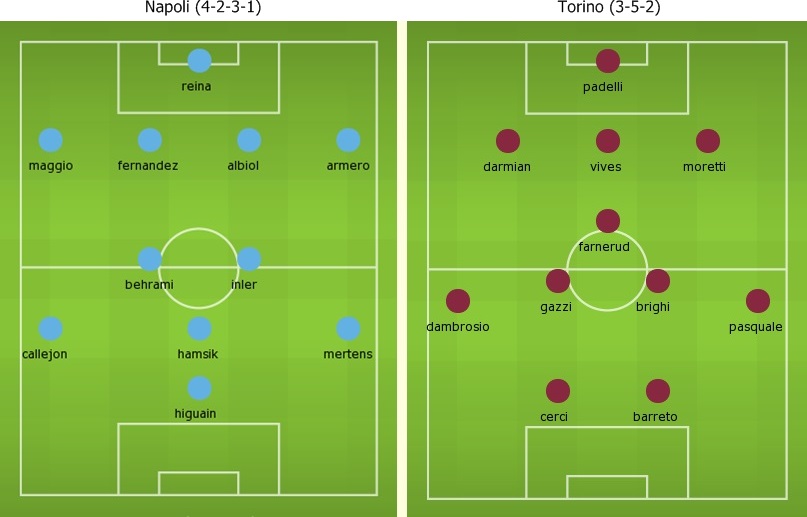 Napoli (4-2-3-1)
reina
maggio fernandez albiol armero
behrami inler
callejon hamsik mertens
higuain
Torino (3-5-2)
padelli
darmian vives moretti
farnerud
gazzi brighi
dambrosio pasquale
cerci barreto